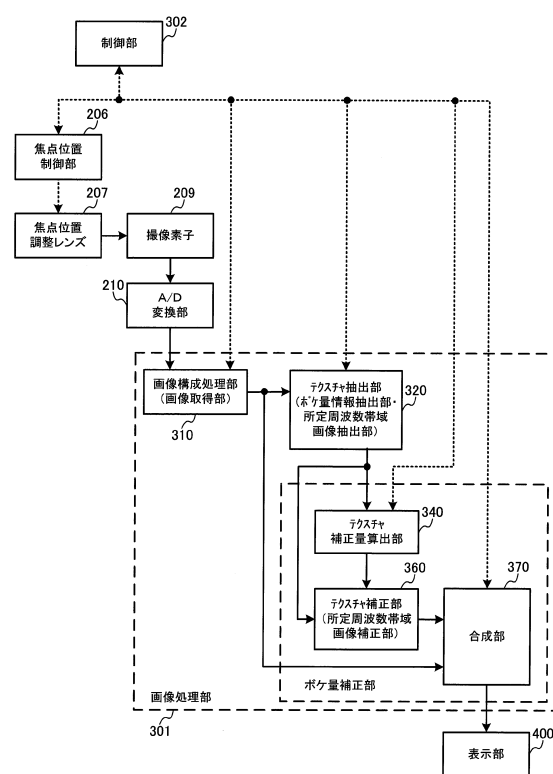 302
制御部
206
焦点位置
制御部
207
焦点位置
調整レンズ
209
撮像素子
210
A/D
変換部
画像構成処理部
(画像取得部)
310
テクスチャ抽出部
(ボケ量情報抽出部・
所定周波数帯域
画像抽出部)
320
テクスチャ
補正量算出部
340
360
テクスチャ補正部
(所定周波数帯域
画像補正部)
370
合成部
ボケ量補正部
画像処理部
301
400
表示部